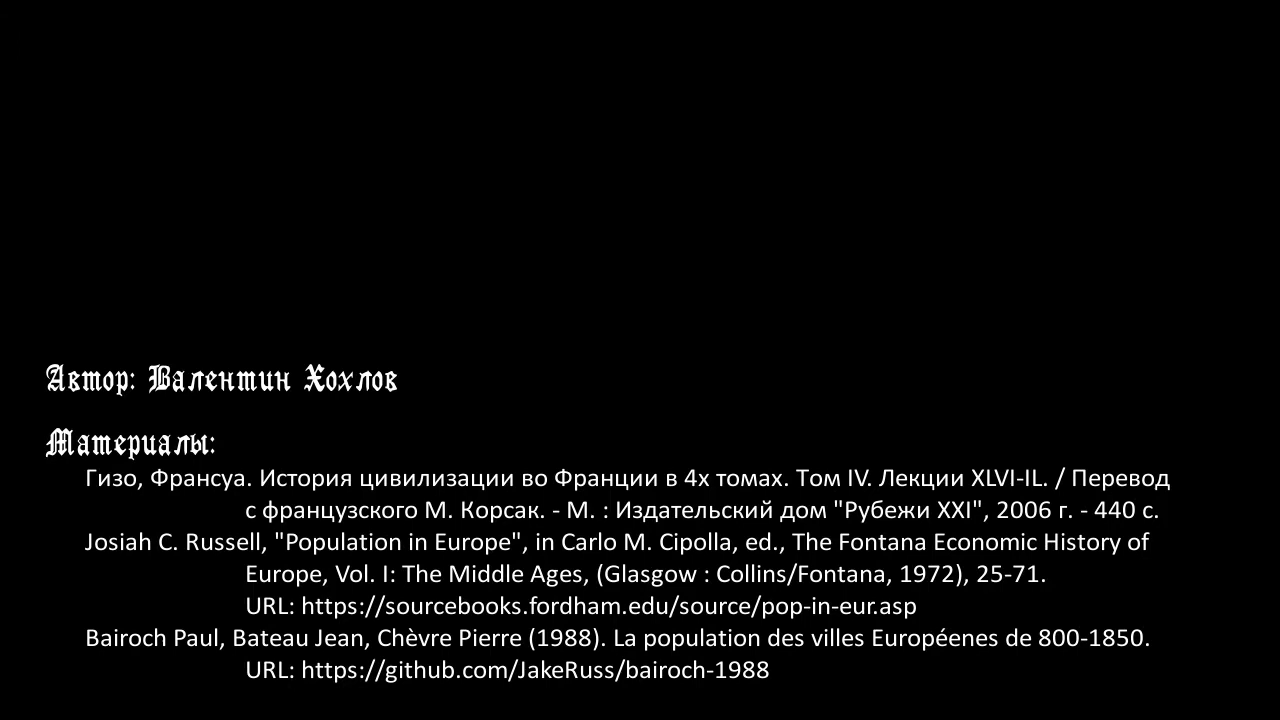 Автор: Валентин Хохлов
Материалы:
Гизо, Франсуа. История цивилизации во Франции в 4х томах. Том IV. Лекции XLVI-IL. / Перевод
с французского М. Корсак. - М. : Издательский дом "Рубежи XXI", 2006 г. - 440 с.
Josiah C. Russell, "Population in Europe", in Carlo M. Cipolla, ed., The Fontana Economic History of
Europe, Vol. I: The Middle Ages, (Glasgow : Collins/Fontana, 1972), 25-71.
URL: https://sourcebooks.fordham.edu/source/pop-in-eur.asp
Bairoch Paul, Bateau Jean, Chèvre Pierre (1988). La population des villes Européenes de 800-1850.
URL: https://github.com/JakeRuss/bairoch-1988